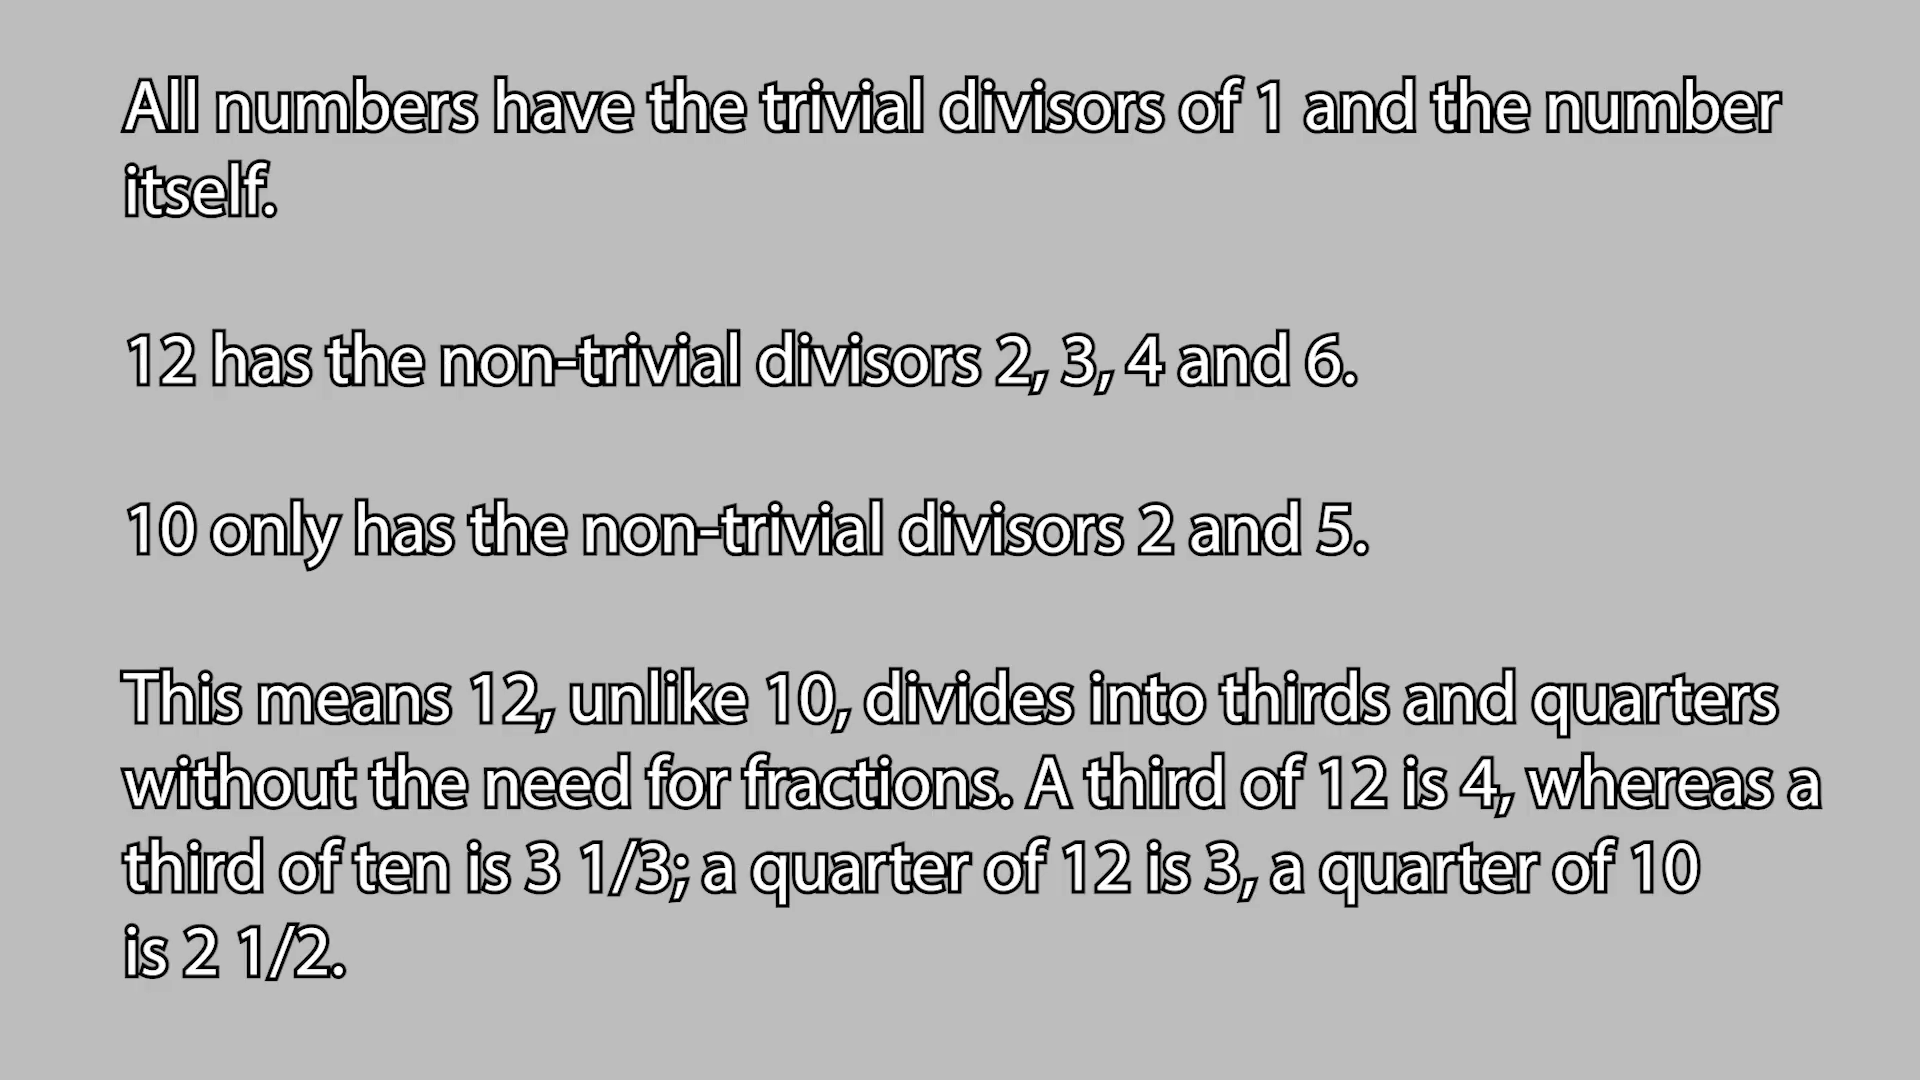 All numbers have the trivial divisors of 1 and the number
itself.
12 has the non-trivial divisors 2, 3, 4 and 6.
10 only has the non-trivial divisors 2 and 5.
This means 12, unlike 10, divides into thirds and quarters
without the need for fractions. A third of 12 is 4, whereas a
third of ten is 3 1/3; a quarter of 12 is 3, a quarter of 10
is 2 1/2.